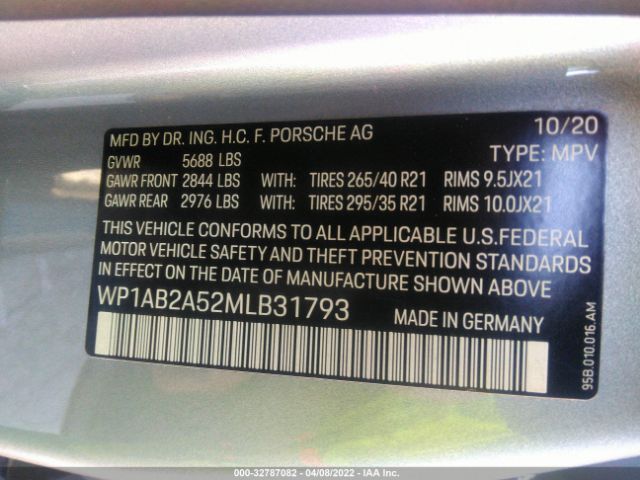 MFD BY DR. ING. H.C. F. PORSCHE AG 10/20
GVWR 5688 LBS TYPE: MPV
GAWR FRONT 2844 LBS WITH: TIRES 265/40 R21 RIMS 9.5JX21
GAWR REAR 2976 LBS WITH: TIRES 295/35 R21 RIMS 10.0JX21
THIS VEHICLE CONFORMS TO ALL APPLICABLE U.S.FEDERAL
MOTOR VEHICLE SAFETY AND THEFT PREVENTION STANDARDS
IN EFFECT ON THE DATE OF MANUFACTURE SHOWN ABOVE
WP1AB2A52MLB31793 MADE IN GERMANY
95B.010.016.AM
000-32787082 - 04/08/2022 - IAA Inc.